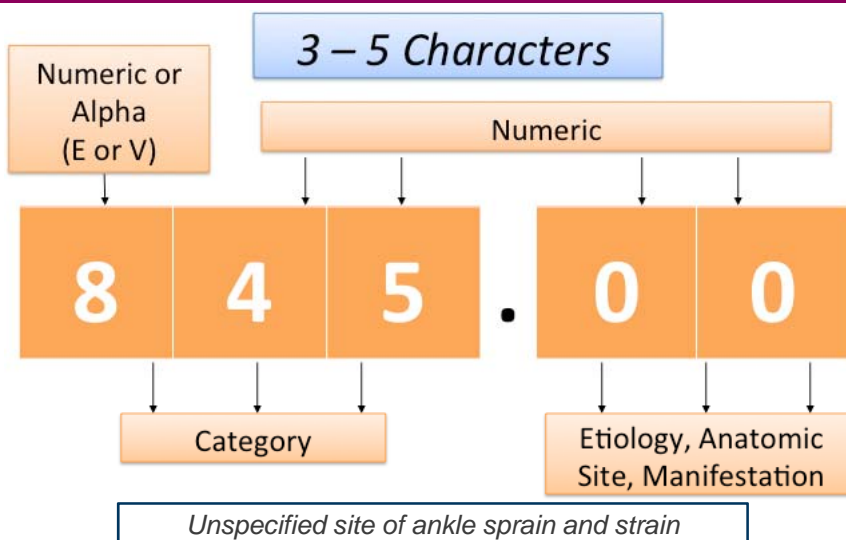 3 – 5 Characters
Numeric or
Alpha
(E or V)
Numeric
8 4 5 . 0 0
Category
Etiology, Anatomic
Site, Manifestation
Unspecified site of ankle sprain and strain